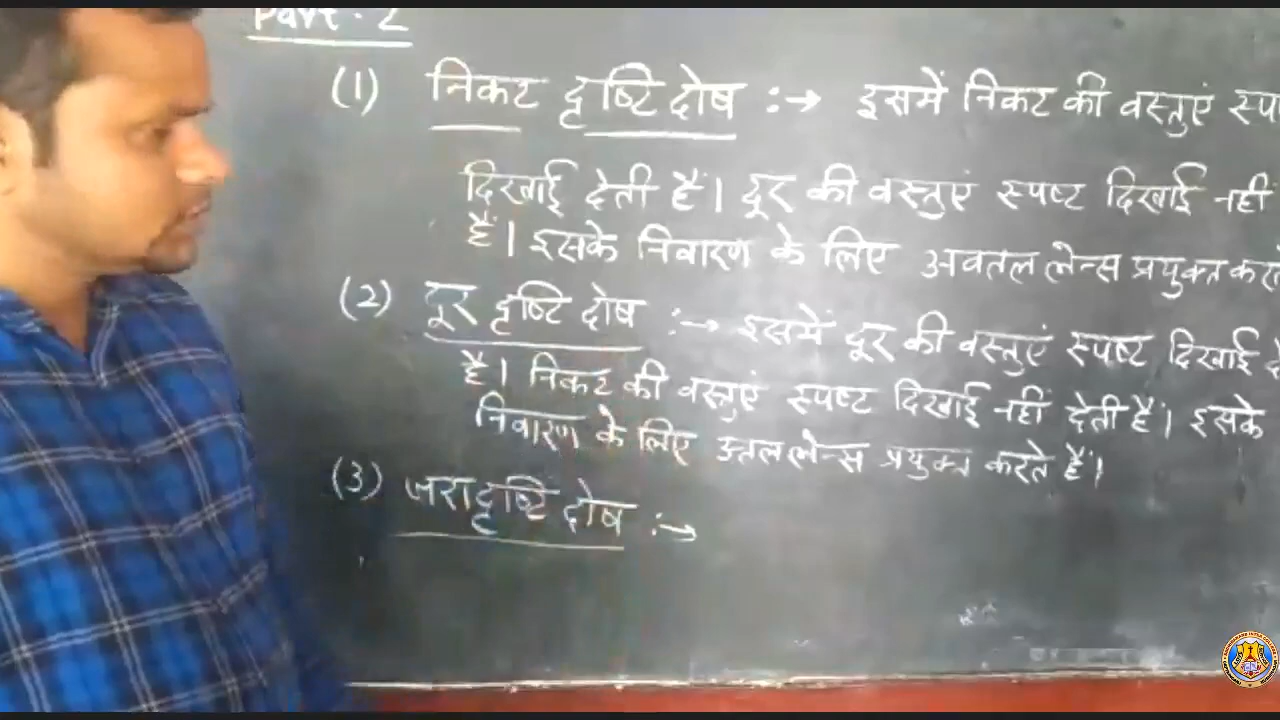 Part - 2
(1) निकट दृष्टि दोष :→ इसमें निकट की वस्तुएं
दिखाई देती हैं। दूर की वस्तुएं स्पष्ट दिखाई नहीं
हैं। इसके निवारण के लिए अवतल लेन्स प्रयुक्त
(2) दूर दृष्टि दोष :→ इसमें दूर की वस्तुएं स्पष्ट दिखाई
है। निकट की वस्तुएं स्पष्ट दिखाई नहीं देती हैं। इसके
निवारण के लिए उत्तल लेन्स प्रयुक्त करते हैं।
(3) जरादृष्टि दोष :→